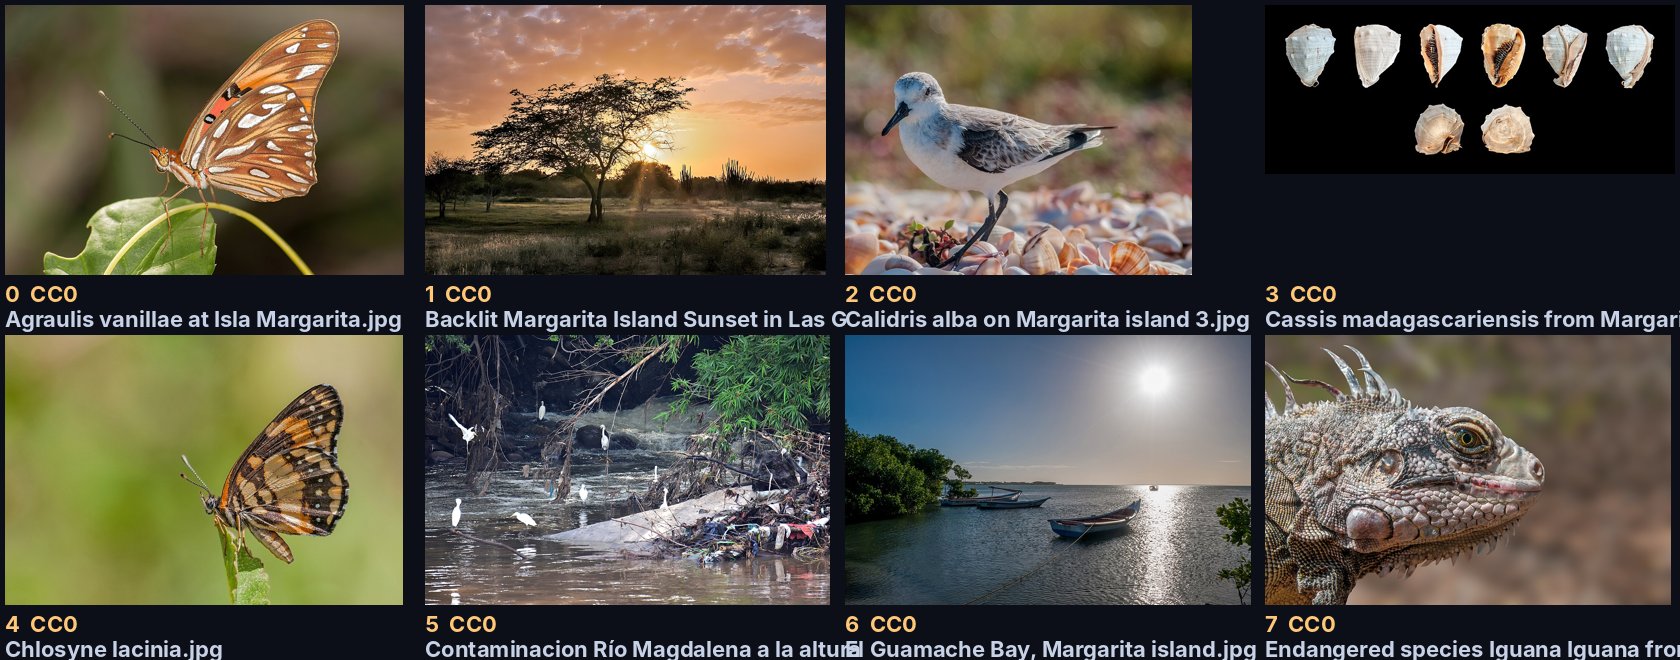 0 CC0
Agraulis vanillae at Isla Margarita.jpg
1 CC0
Backlit Margarita Island Sunset in Las G
2 CC0
Calidris alba on Margarita island 3.jpg
3 CC0
Cassis madagascariensis from Margari
4 CC0
Chlosyne lacinia.jpg
5 CC0
Contaminacion Río Magdalena a la altura
6 CC0
El Guamache Bay, Margarita island.jpg
7 CC0
Endangered species Iguana Iguana fro